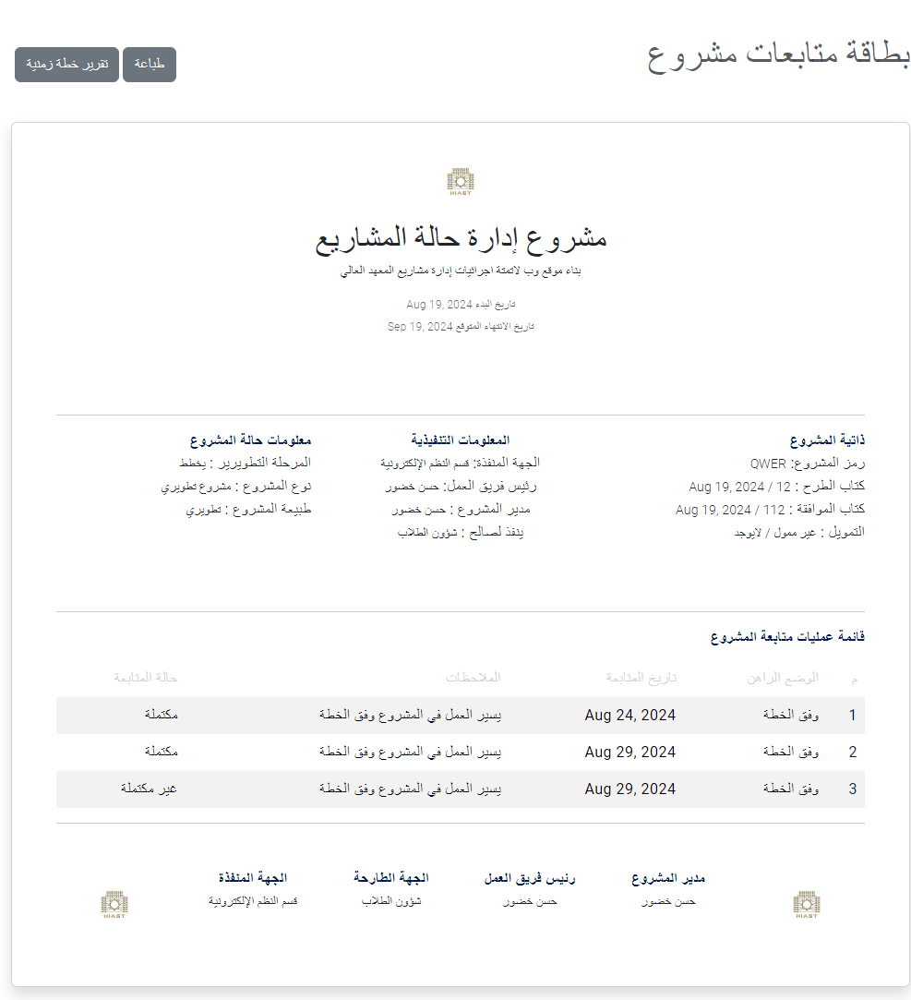 بطاقة متابعات مشروع
طباعة
تقرير خطة زمنية
HIAST
مشروع إدارة حالة المشاريع
بناء موقع وب لاتمتة اجرائيات إدارة مشاريع المعهد العالي
تاريخ البدء Aug 19, 2024
تاريخ الانتهاء المتوقع Sep 19, 2024
ذاتية المشروع
رمز المشروع: QWER
كتاب الطرح : 12 / Aug 19, 2024
كتاب الموافقة : 112 / Aug 19, 2024
التمويل : غير ممول / لايوجد
المعلومات التنفيذية
الجهة المنفذة: قسم النظم الإلكترونية
رئيس فريق العمل: حسن خضور
مدير المشروع : حسن خضور
ينفذ لصالح : شؤون الطلاب
معلومات حالة المشروع
المرحلة التطويرير : يخطط
نوع المشروع : مشروع تطويري
طبيعة المشروع : تطويري
قائمة عمليات متابعة المشروع
م الوضع الراهن تاريخ المتابعة الملاحظات حالة المتابعة
1 وفق الخطة Aug 24, 2024 يسير العمل في المشروع وفق الخطة مكتملة
2 وفق الخطة Aug 29, 2024 يسير العمل في المشروع وفق الخطة مكتملة
3 وفق الخطة Aug 29, 2024 يسير العمل في المشروع وفق الخطة غير مكتملة
HIAST
مدير المشروع
حسن خضور
رئيس فريق العمل
حسن خضور
الجهة الطارحة
شؤون الطلاب
الجهة المنفذة
قسم النظم الإلكترونية
HIAST